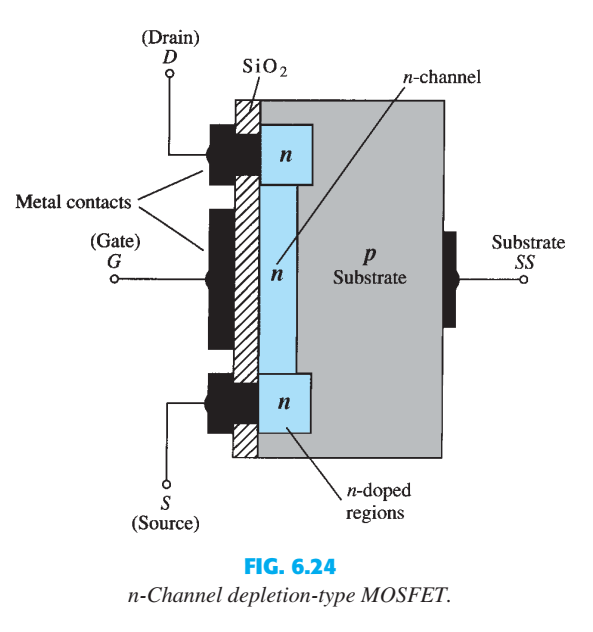 (Drain)
D
SiO2
n-channel
n
Metal contacts
(Gate)
G
n
p
Substrate
Substrate
SS
n
S
(Source)
n-doped
regions
FIG. 6.24
n-Channel depletion-type MOSFET.